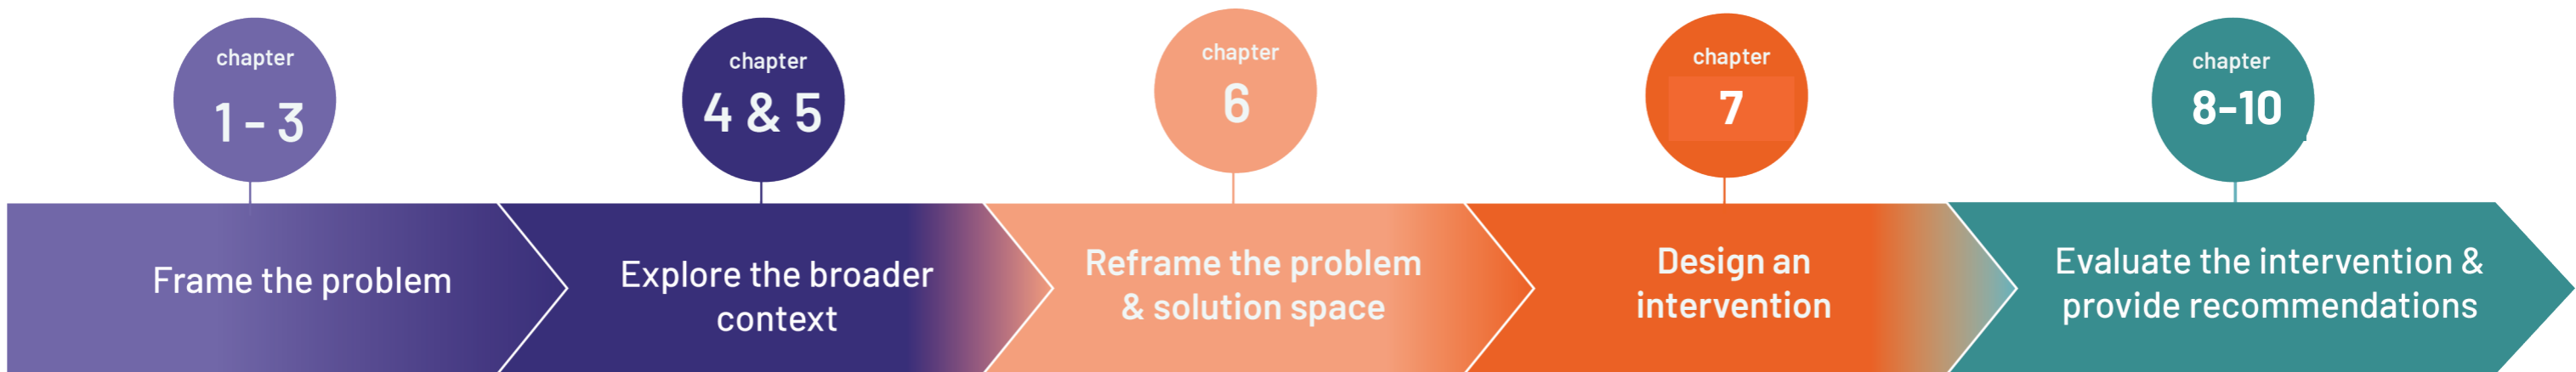 chapter
1 - 3
chapter
4 & 5
chapter
6
chapter
7
chapter
8-10
Frame the problem
Explore the broader
context
Reframe the problem
& solution space
Design an
intervention
Evaluate the intervention &
provide recommendations